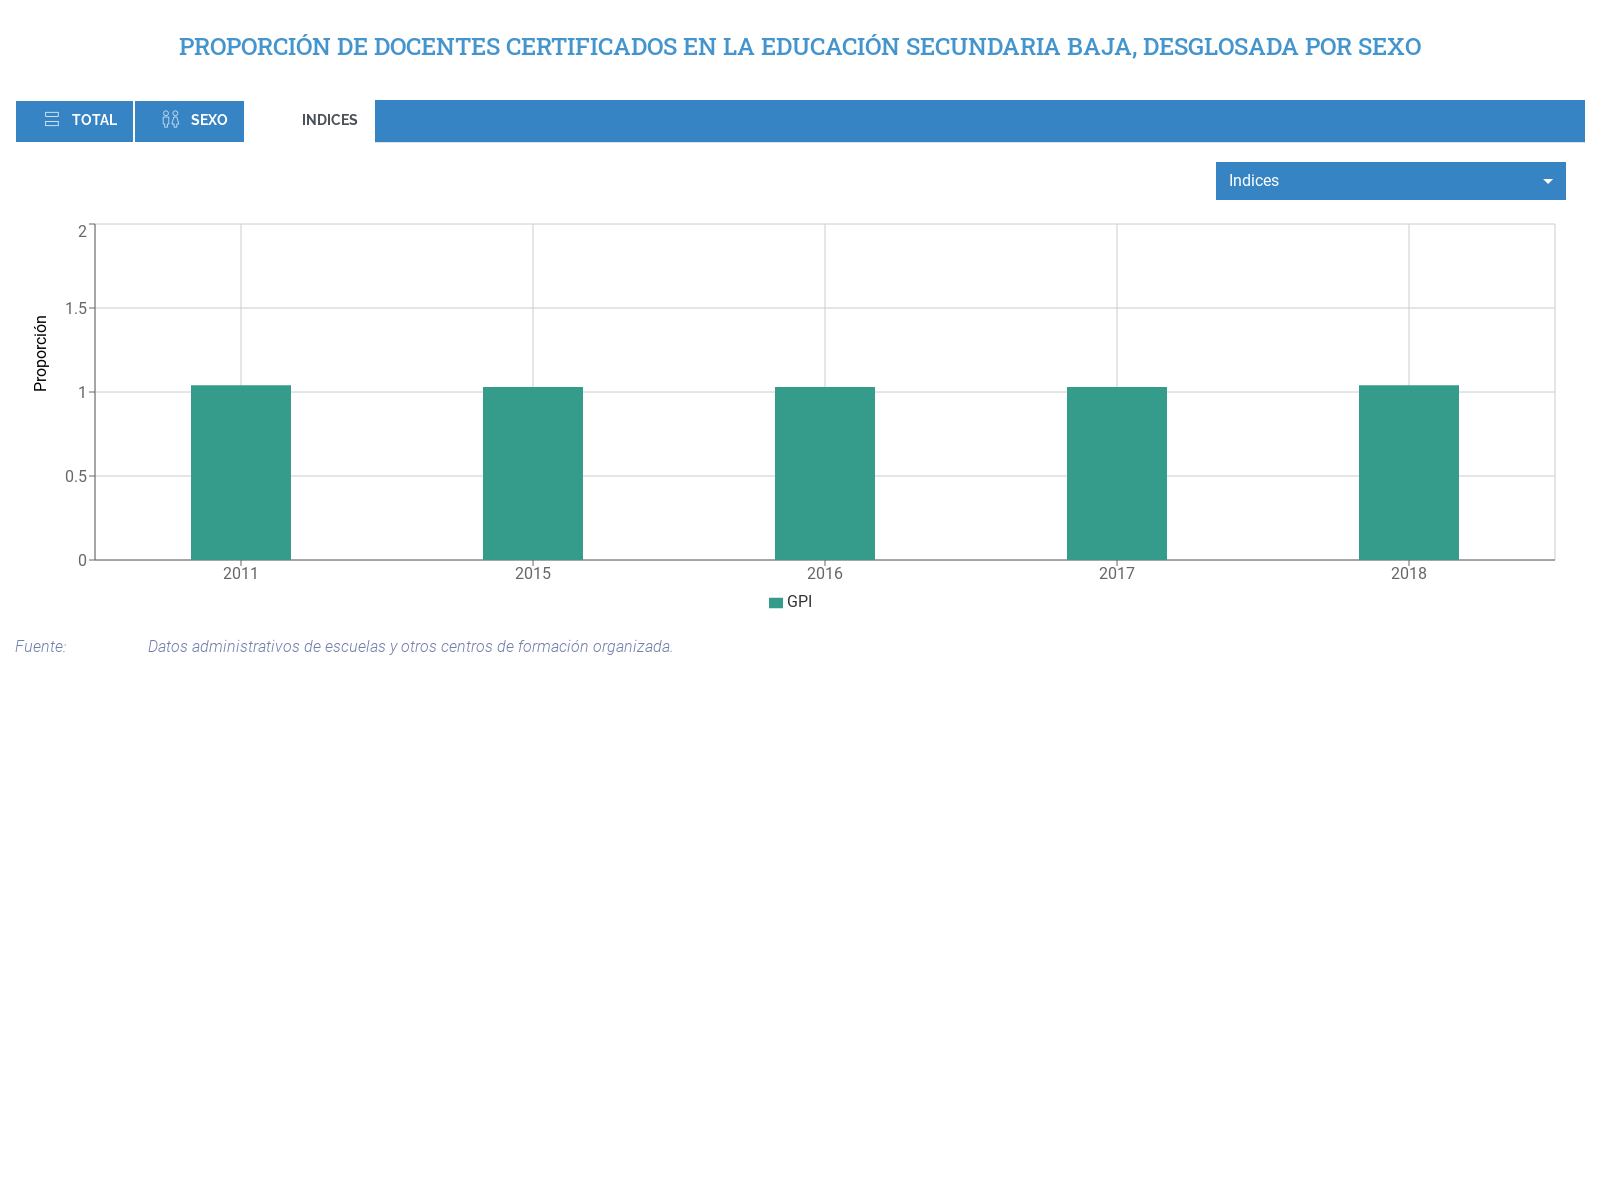 PROPORCIÓN DE DOCENTES CERTIFICADOS EN LA EDUCACIÓN SECUNDARIA BAJA, DESGLOSADA POR SEXO
TOTAL SEXO INDICES
Indices
Proporción
2
1.5
1
0.5
0
2011 2015 2016 2017 2018
GPI
Fuente: Datos administrativos de escuelas y otros centros de formación organizada.